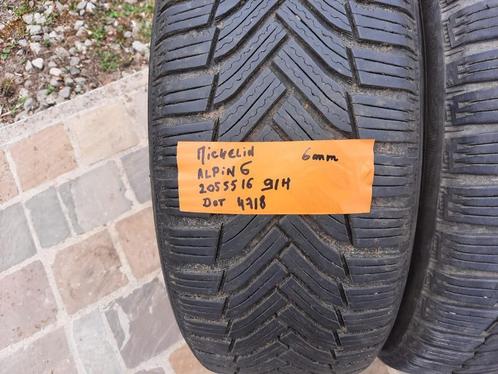 Michelin 6mm
ALPiN 6
2055516 91H
Dot 4718